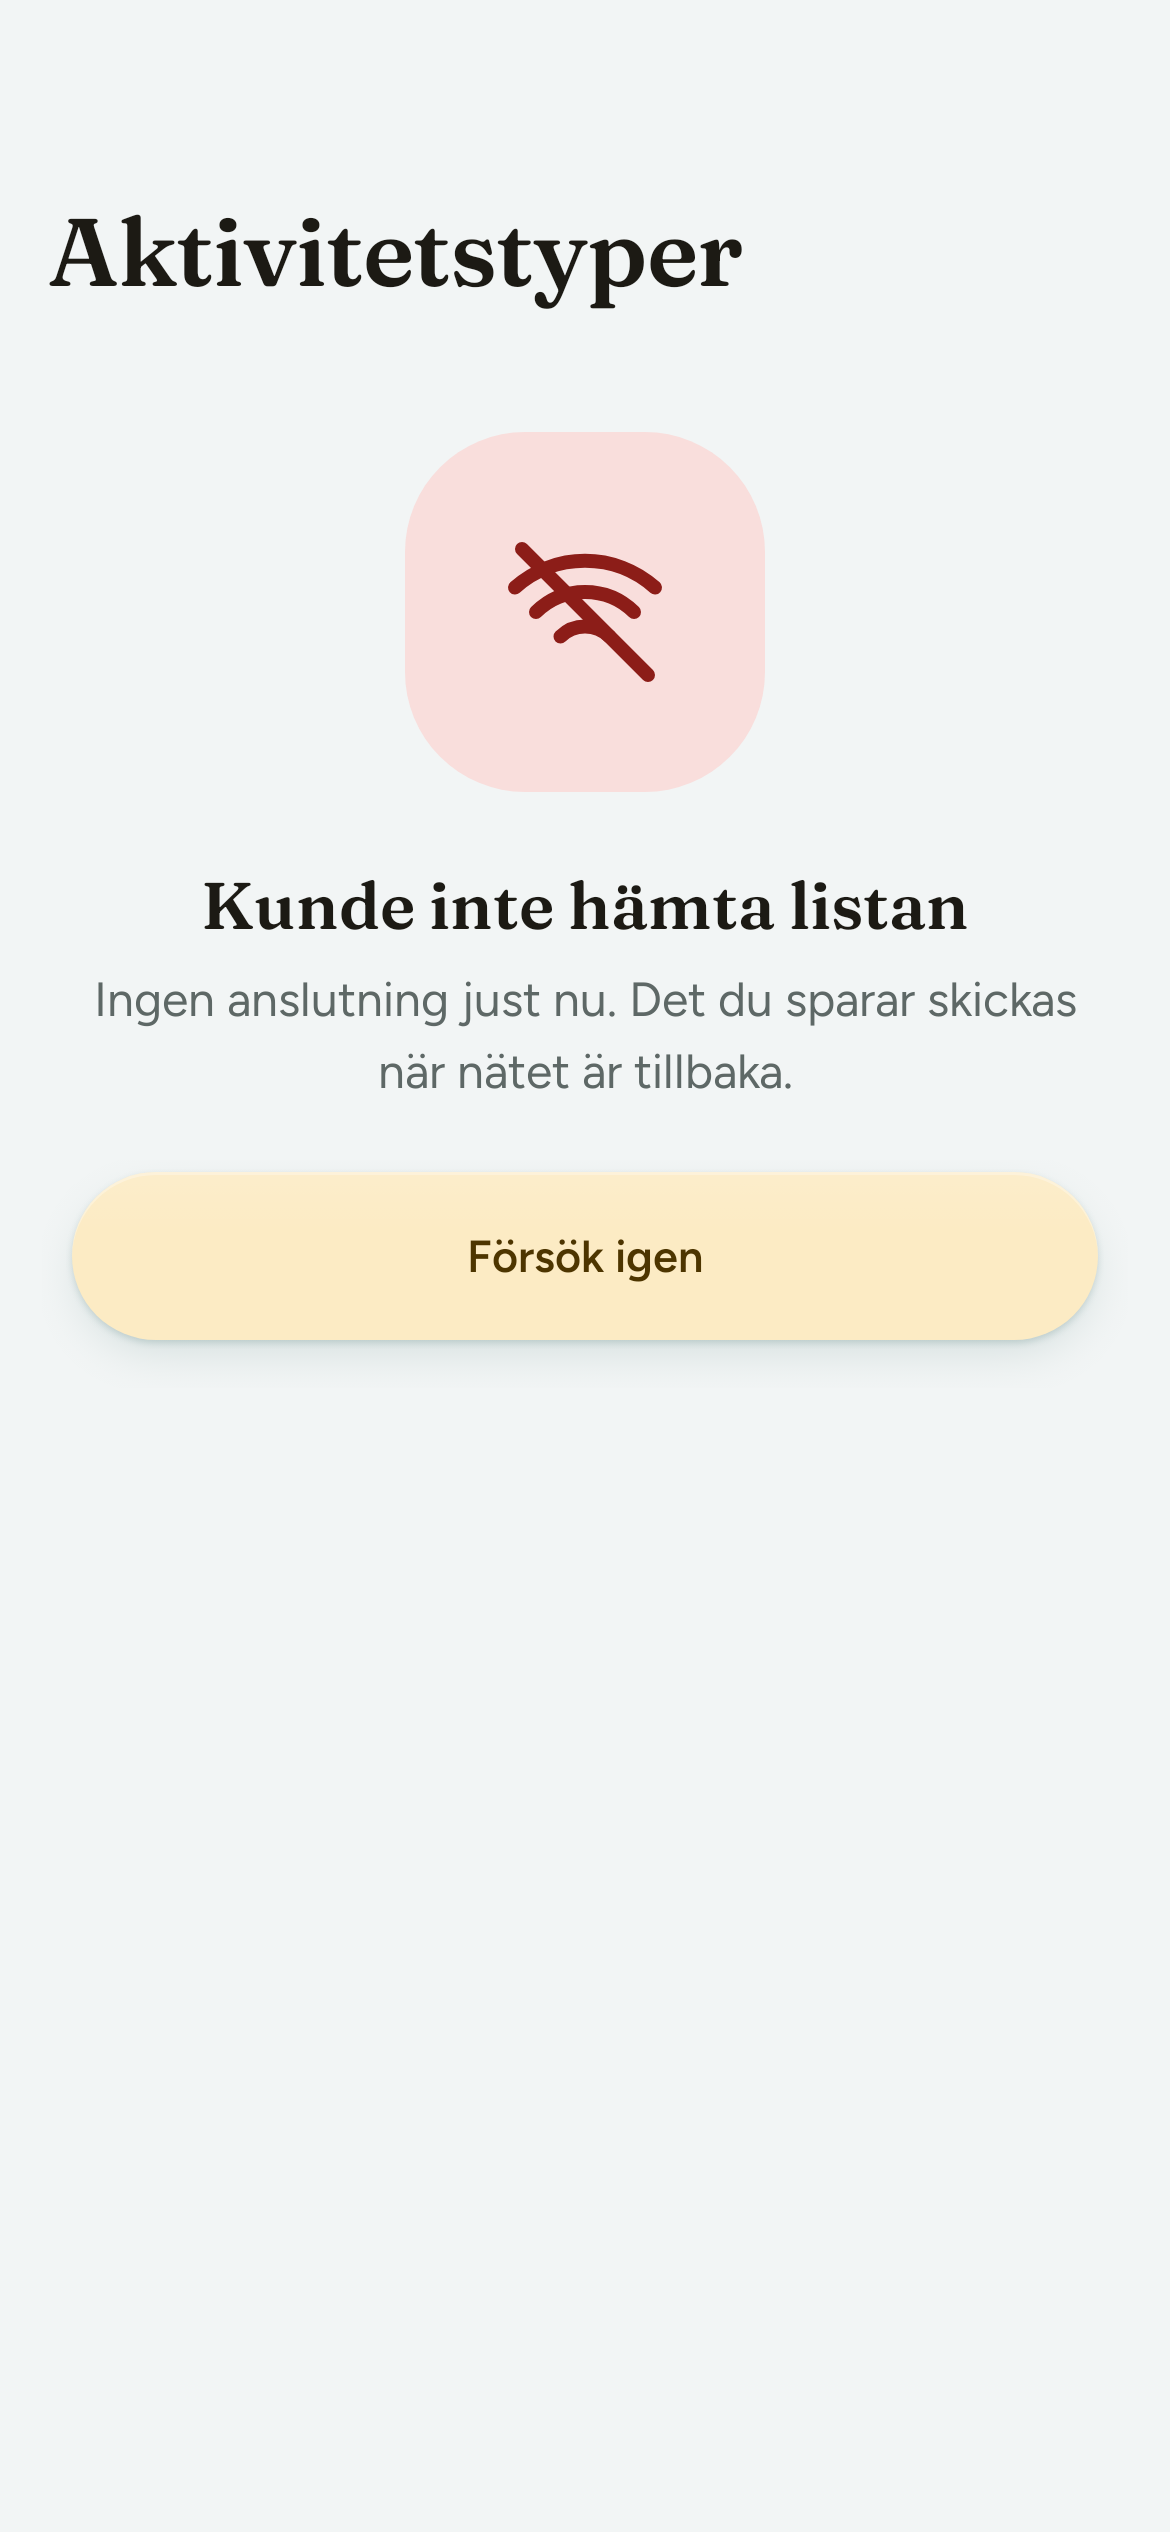 Aktivitetstyper
Kunde inte hämta listan
Ingen anslutning just nu. Det du sparar skickas
när nätet är tillbaka.
Försök igen